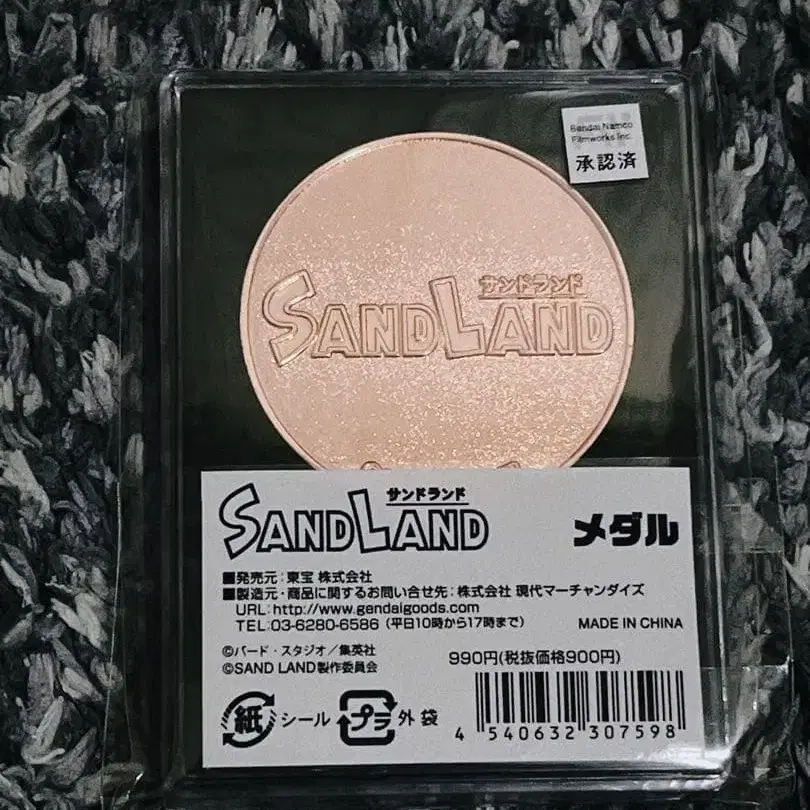 Bandai Namco
Filmworks Inc.
承認済
サンドランド
SAND LAND
サンドランド
SAND LAND
メダル
■発売元：東宝 株式会社
■製造元・商品に関するお問い合せ先：株式会社 現代マーチャンダイズ
URL:http://www.gendaigoods.com
TEL:03-6280-6586（平日10時から17時まで）
MADE IN CHINA
©バード・スタジオ／集英社
©SAND LAND製作委員会
990円(税抜価格900円)
紙 シール プラ 外袋
4 540632 307598